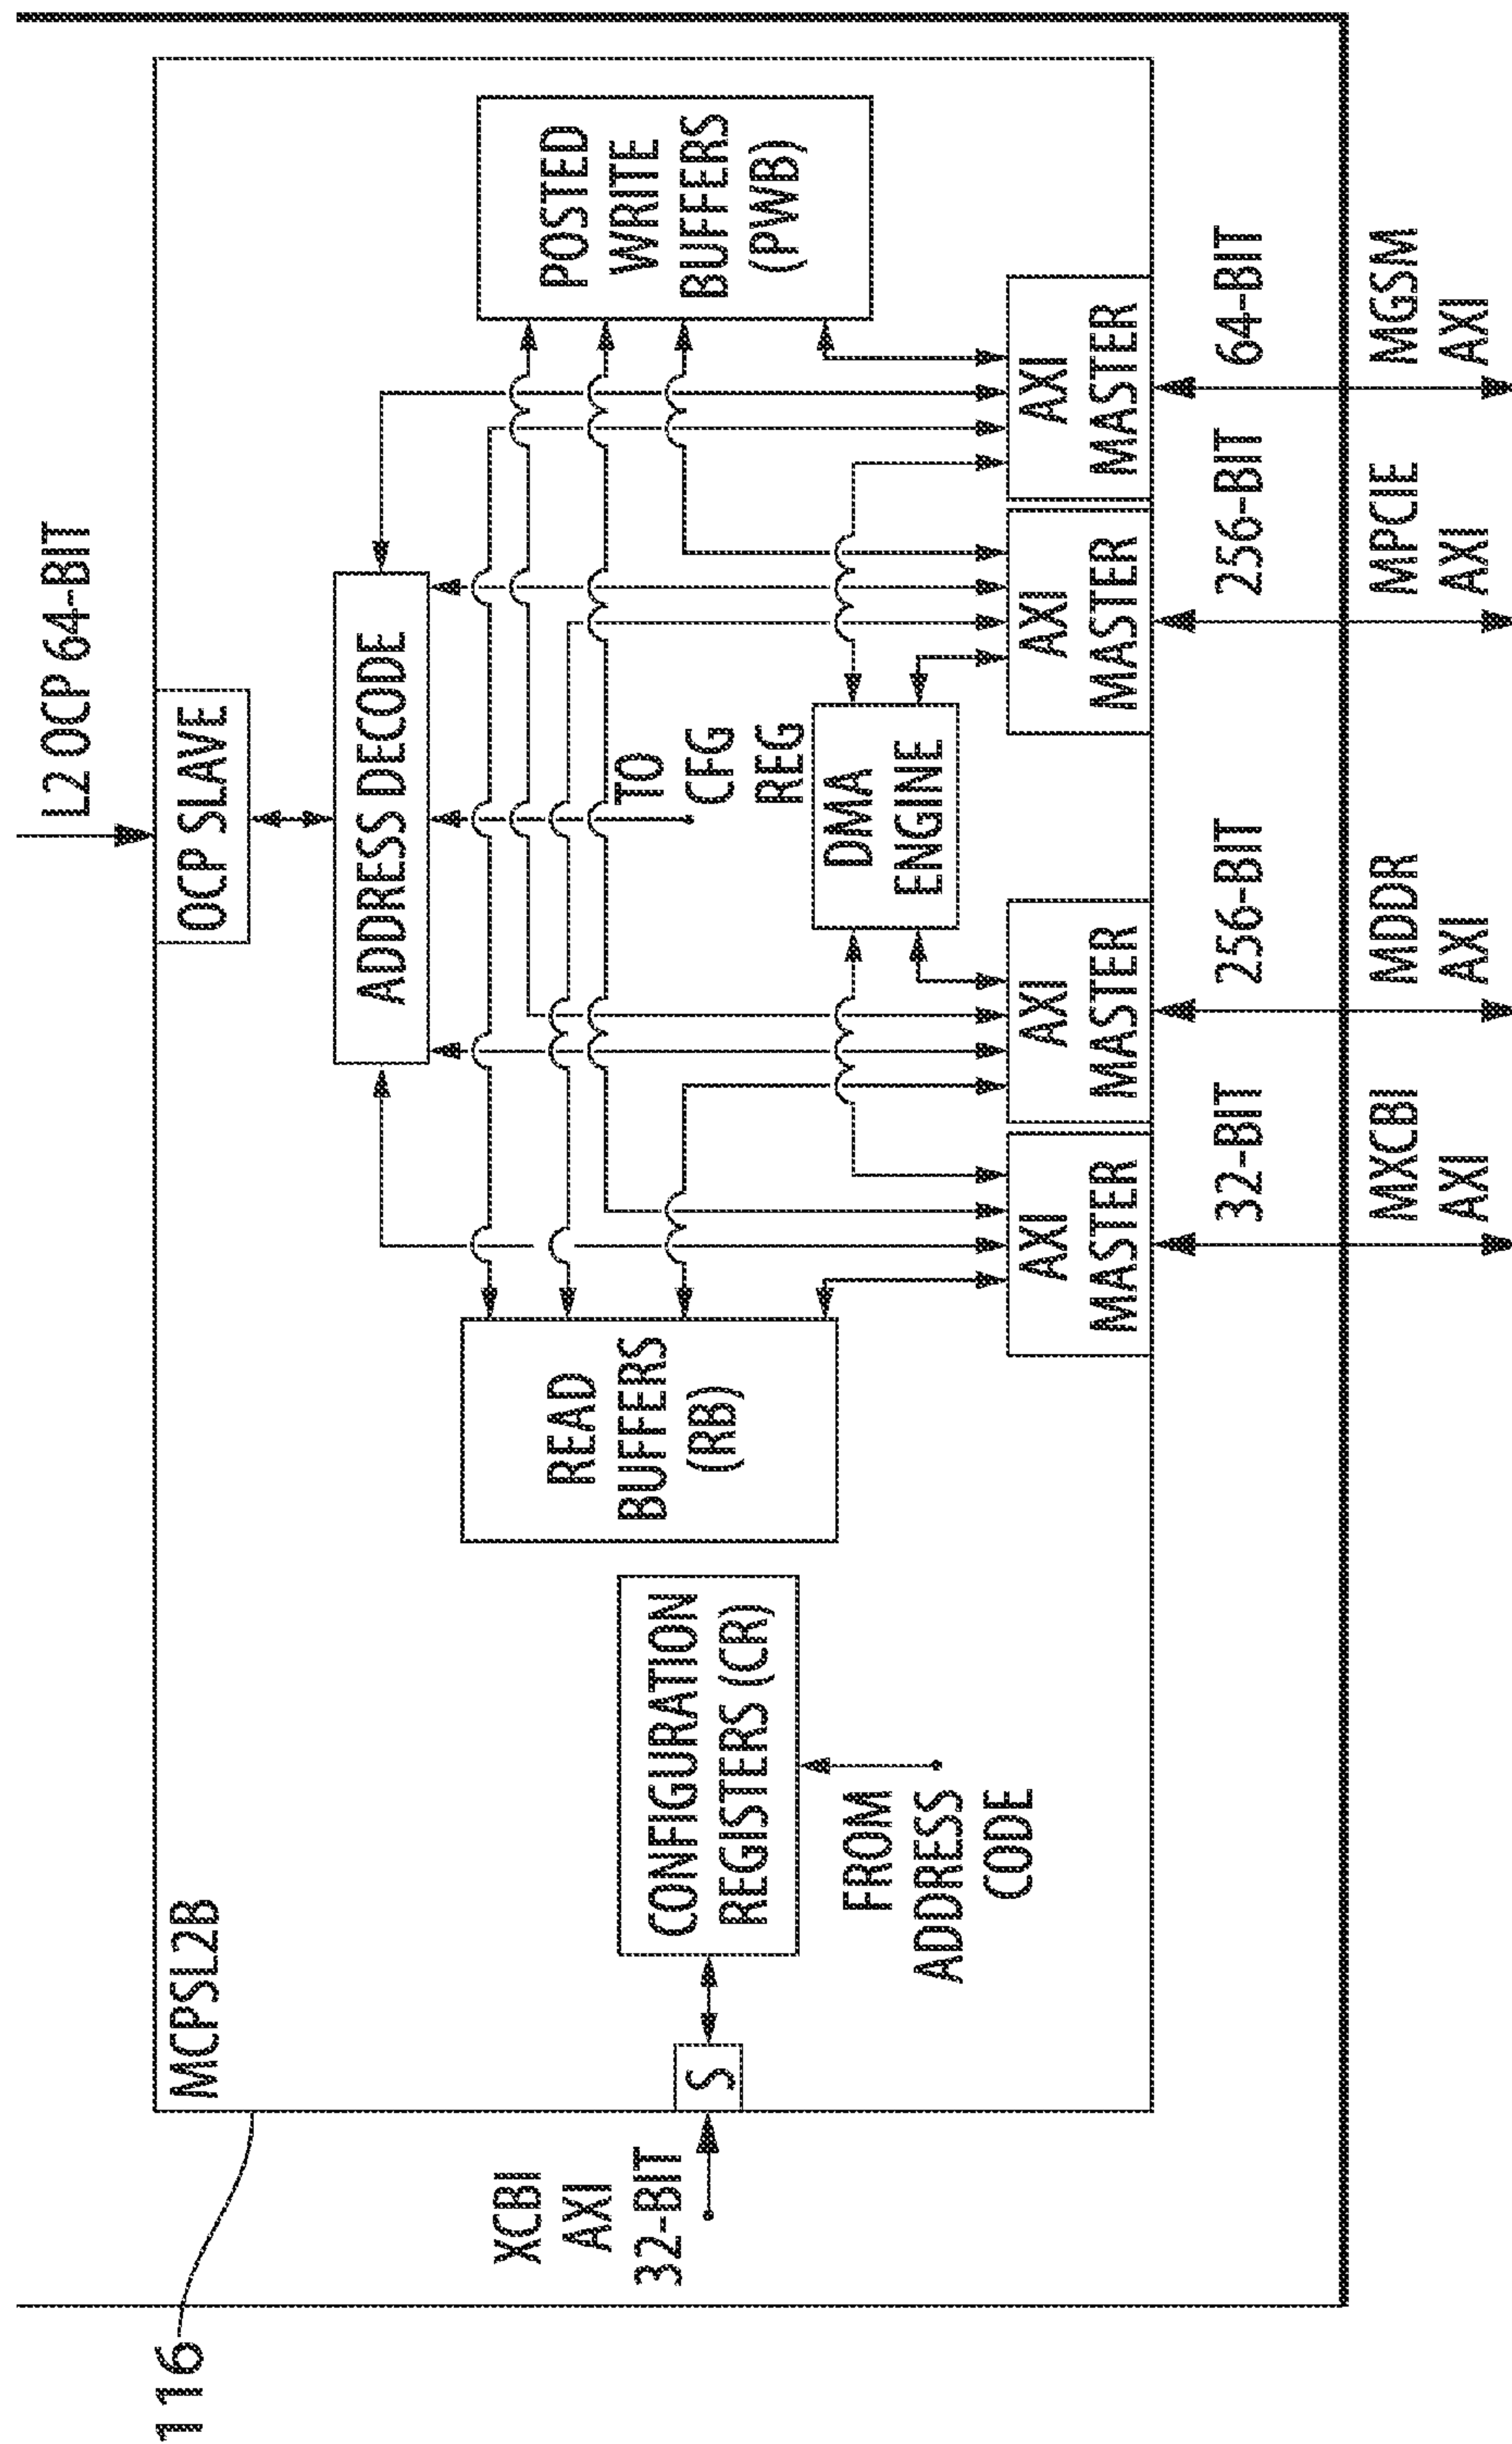 116
MCPSL2B
XCBI
AXI
32-BIT
S
CONFIGURATION
REGISTERS (CR)
FROM
ADDRESS
CODE
READ
BUFFERS
(RB)
L2 OCP 64-BIT
OCP SLAVE
ADDRESS DECODE
TO
CFG
REG
DMA
ENGINE
POSTED
WRITE
BUFFERS
(PWB)
AXI
MASTER
AXI
MASTER
AXI
MASTER
AXI
MASTER
32-BIT
256-BIT
256-BIT
64-BIT
MXCBI
AXI
MDDR
AXI
MPCIE
AXI
MGSM
AXI